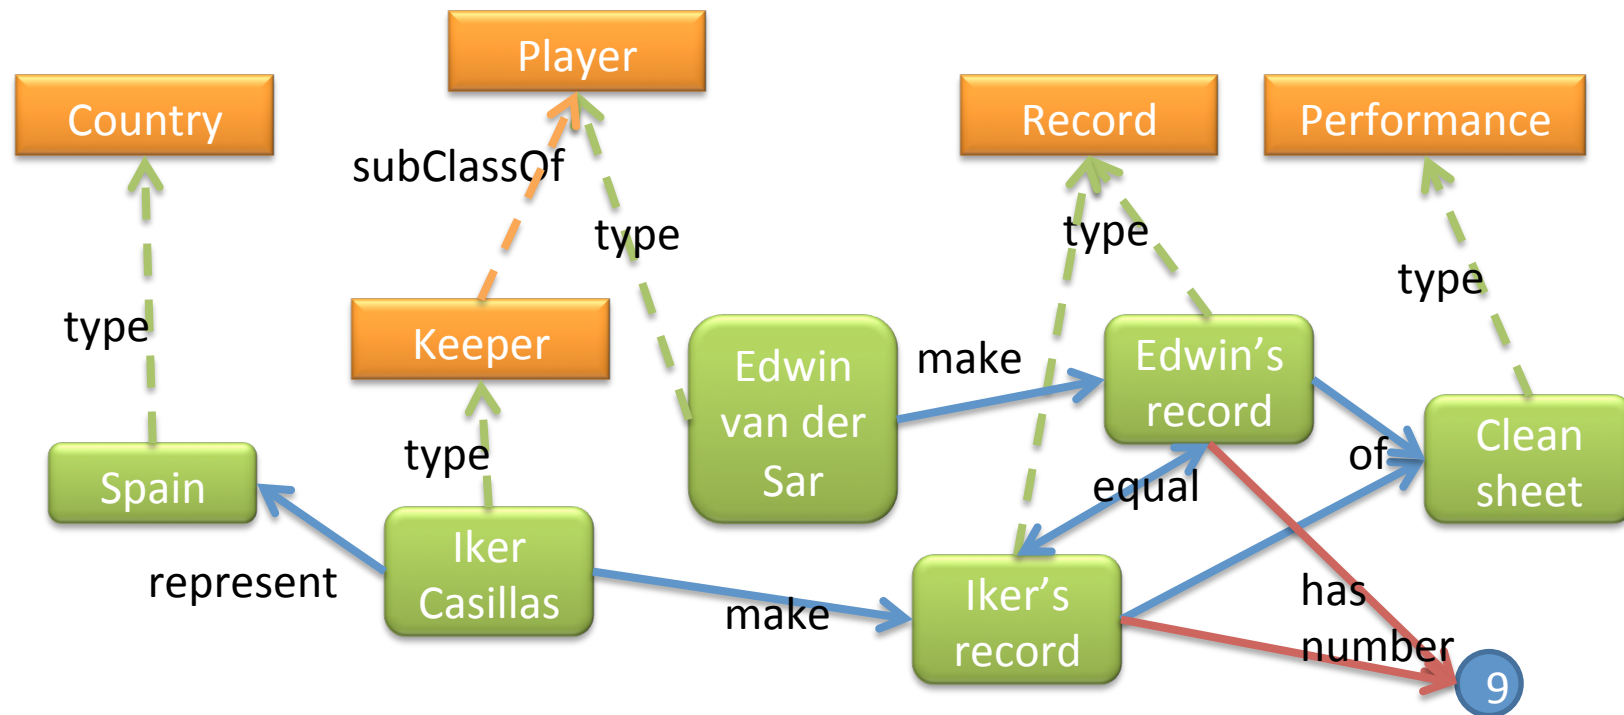 Player
Country
Record
Performance
subClassOf
type
type
type
type
Keeper
make
Edwin
van der
Sar
Edwin's
record
Clean
sheet
type
of
Spain
equal
Iker
Casillas
represent
make
Iker's
record
has
number
9